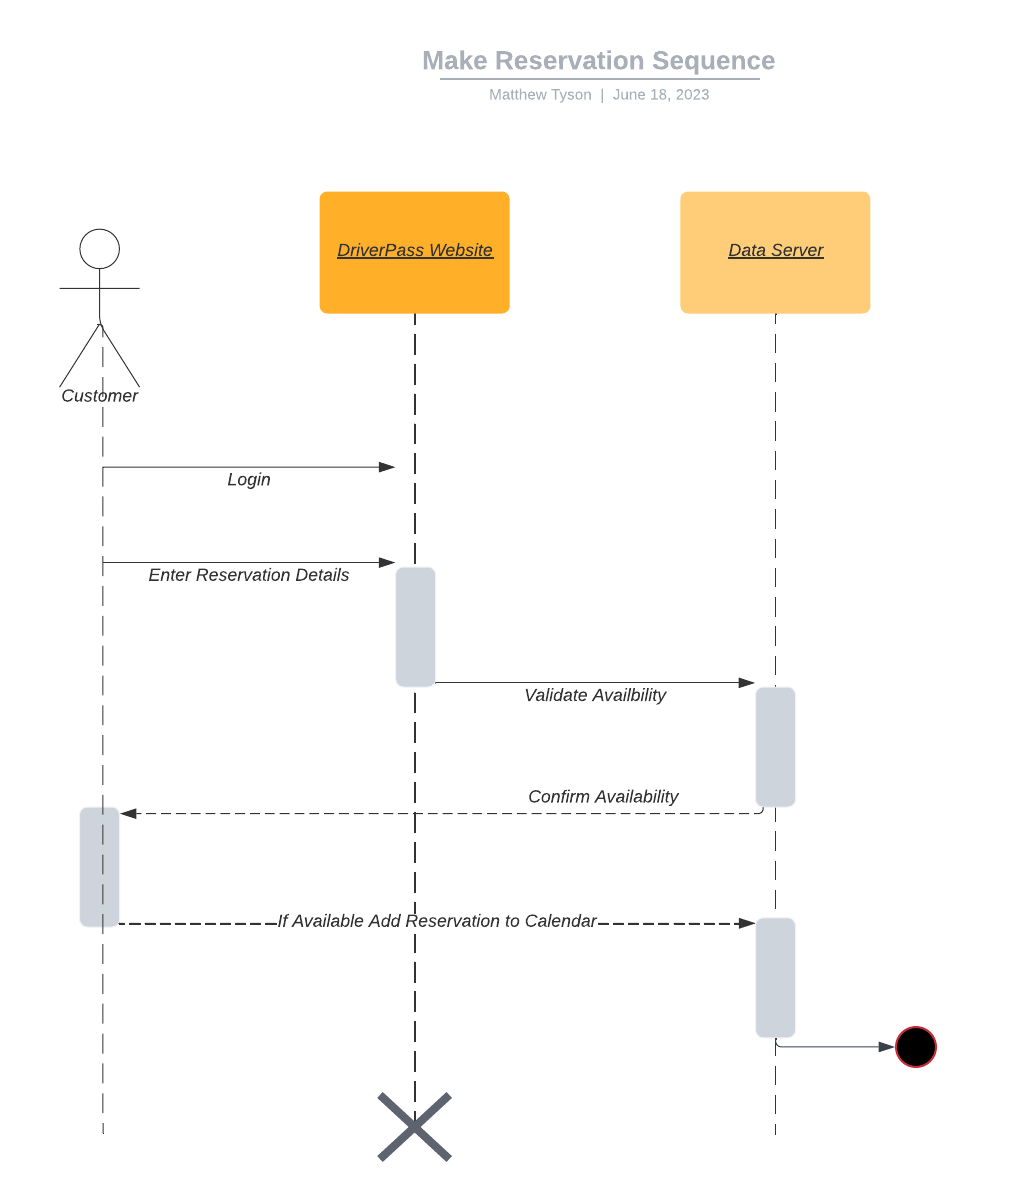 Make Reservation Sequence
Matthew Tyson | June 18, 2023
DriverPass Website
Data Server
Customer
Login
Enter Reservation Details
Validate Availbility
Confirm Availability
If Available Add Reservation to Calendar